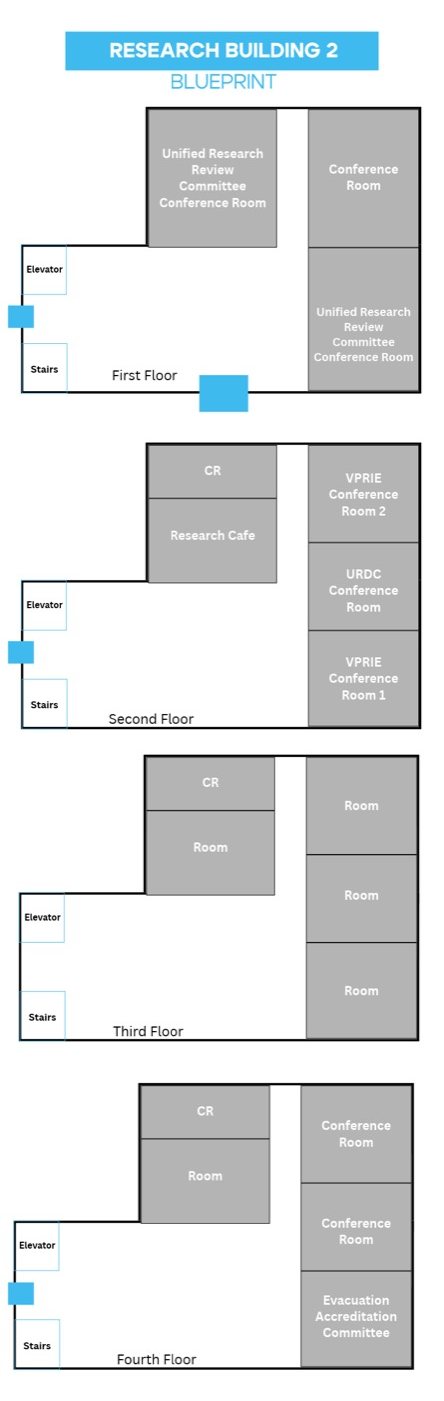 RESEARCH BUILDING 2
BLUEPRINT
Unified Research
Review
Committee
Conference Room
Conference
Room
Elevator
Unified Research
Review
Committee
Conference Room
Stairs
First Floor
CR
VPRIE
Conference
Room 2
Research Cafe
URDC
Conference
Room
Elevator
VPRIE
Conference
Room 1
Stairs
Second Floor
CR
Room
Room
Room
Elevator
Room
Stairs
Third Floor
CR
Conference
Room
Room
Conference
Room
Elevator
Evacuation
Accreditation
Committee
Stairs
Fourth Floor